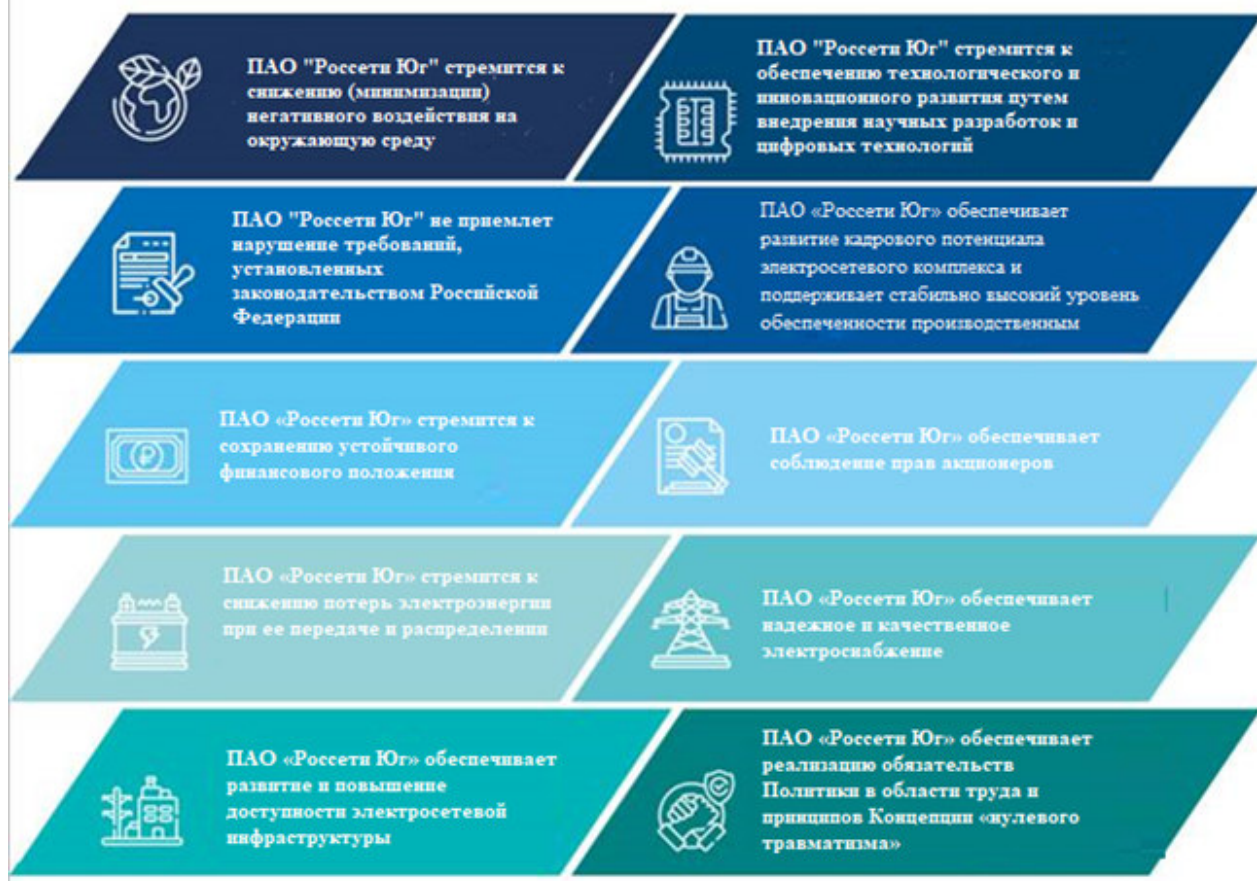 ПАО "Россети Юг" стремится к
снижению (минимизации)
негативного воздействия на
окружающую среду
ПАО "Россети Юг" стремится к
обеспечению технологического и
инновационного развития путем
внедрения научных разработок и
цифровых технологий
ПАО "Россети Юг" не приемлет
нарушение требований,
установленных
законодательством Российской
Федерации
ПАО «Россети Юг» обеспечивает
развитие кадрового потенциала
электросетевого комплекса и
поддерживает стабильно высокий уровень
обеспеченности производственным
ПАО «Россети Юг» стремится к
сохранению устойчивого
финансового положения
ПАО «Россети Юг» обеспечивает
соблюдение прав акционеров
ПАО «Россети Юг» стремится к
снижению потерь электроэнергии
при ее передаче и распределении
ПАО «Россети Юг» обеспечивает
надежное и качественное
электроснабжение
ПАО «Россети Юг» обеспечивает
развитие и повышение
доступности электросетевой
инфраструктуры
ПАО «Россети Юг» обеспечивает
реализацию обязательств
Политики в области труда и
принципов Концепции «нулевого
травматизма»